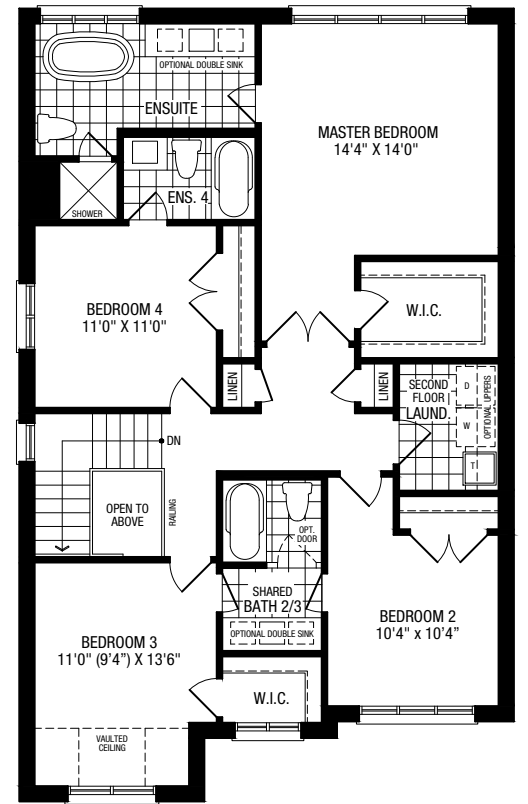 OPTIONAL DOUBLE SINK
ENSUITE
MASTER BEDROOM
14'4" X 14'0"
ENS. 4
SHOWER
BEDROOM 4
11'0" X 11'0"
W.I.C.
LINEN
LINEN
SECOND
FLOOR
LAUND.
D
W
T
OPTIONAL UPPERS
DN
OPEN TO
ABOVE
RAILING
OPT.
DOOR
SHARED
BATH 2/3
OPTIONAL DOUBLE SINK
BEDROOM 2
10'4" x 10'4”
BEDROOM 3
11'0" (9'4”) X 13'6"
W.I.C.
VAULTED
CEILING